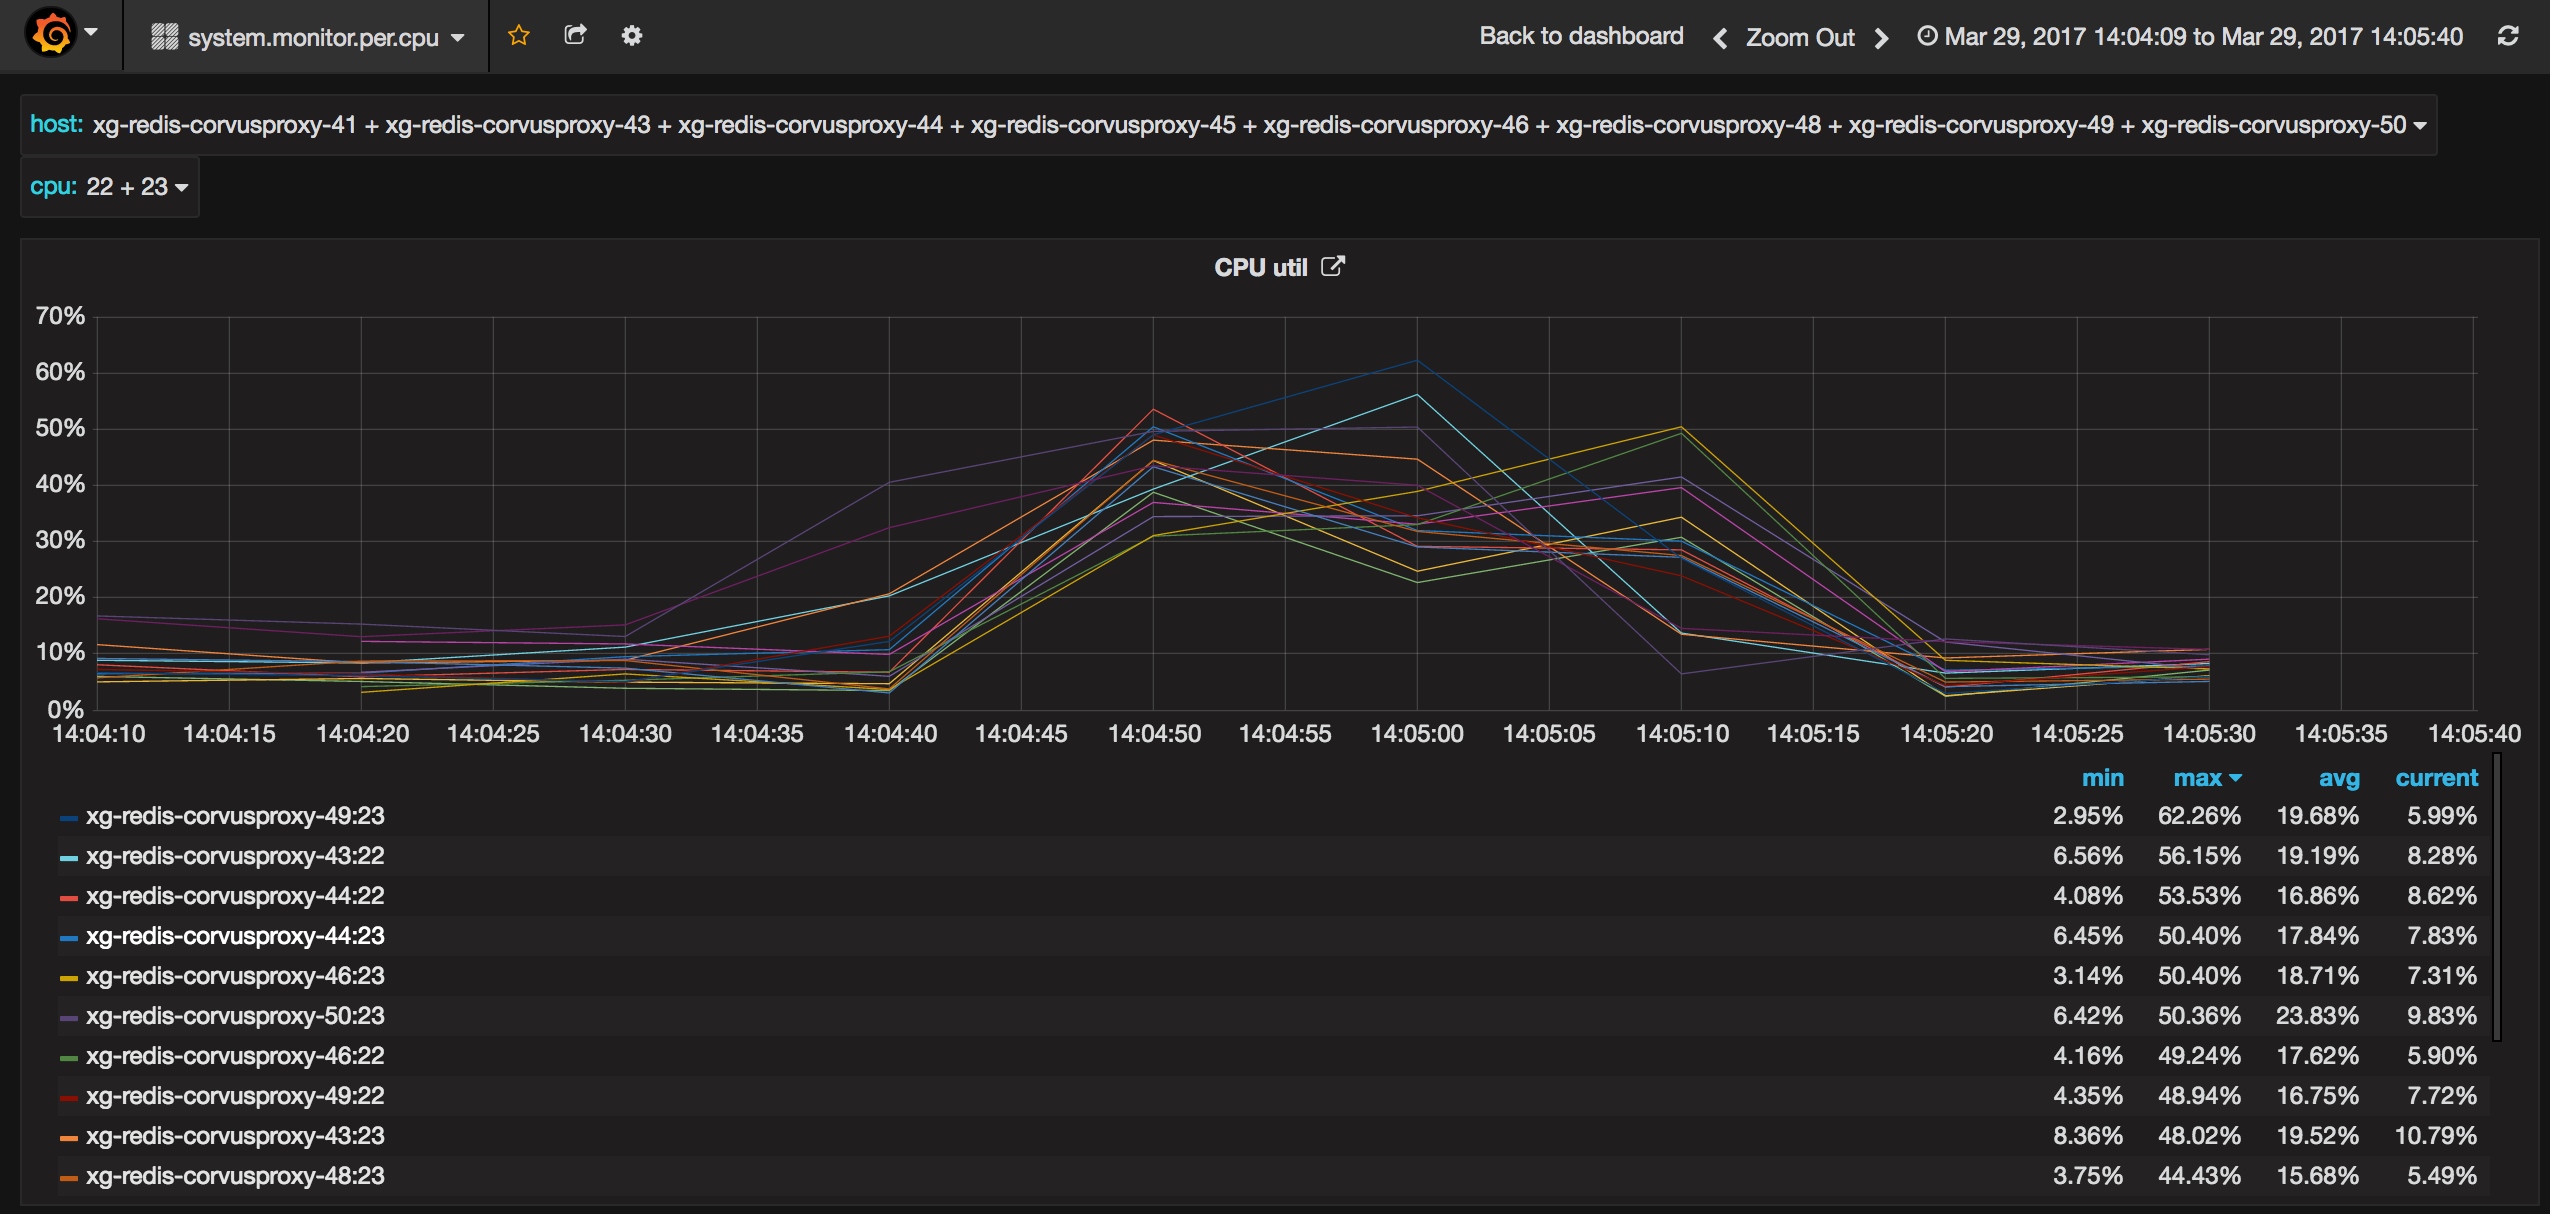 system.monitor.per.cpu Back to dashboard Zoom Out Mar 29, 2017 14:04:09 to Mar 29, 2017 14:05:40
host: xg-redis-corvusproxy-41 + xg-redis-corvusproxy-43 + xg-redis-corvusproxy-44 + xg-redis-corvusproxy-45 + xg-redis-corvusproxy-46 + xg-redis-corvusproxy-48 + xg-redis-corvusproxy-49 + xg-redis-corvusproxy-50
cpu: 22 + 23
CPU util
70%
60%
50%
40%
30%
20%
10%
0%
14:04:10 14:04:15 14:04:20 14:04:25 14:04:30 14:04:35 14:04:40 14:04:45 14:04:50 14:04:55 14:05:00 14:05:05 14:05:10 14:05:15 14:05:20 14:05:25 14:05:30 14:05:35 14:05:40
min max avg current
xg-redis-corvusproxy-49:23 2.95% 62.26% 19.68% 5.99%
xg-redis-corvusproxy-43:22 6.56% 56.15% 19.19% 8.28%
xg-redis-corvusproxy-44:22 4.08% 53.53% 16.86% 8.62%
xg-redis-corvusproxy-44:23 6.45% 50.40% 17.84% 7.83%
xg-redis-corvusproxy-46:23 3.14% 50.40% 18.71% 7.31%
xg-redis-corvusproxy-50:23 6.42% 50.36% 23.83% 9.83%
xg-redis-corvusproxy-46:22 4.16% 49.24% 17.62% 5.90%
xg-redis-corvusproxy-49:22 4.35% 48.94% 16.75% 7.72%
xg-redis-corvusproxy-43:23 8.36% 48.02% 19.52% 10.79%
xg-redis-corvusproxy-48:23 3.75% 44.43% 15.68% 5.49%